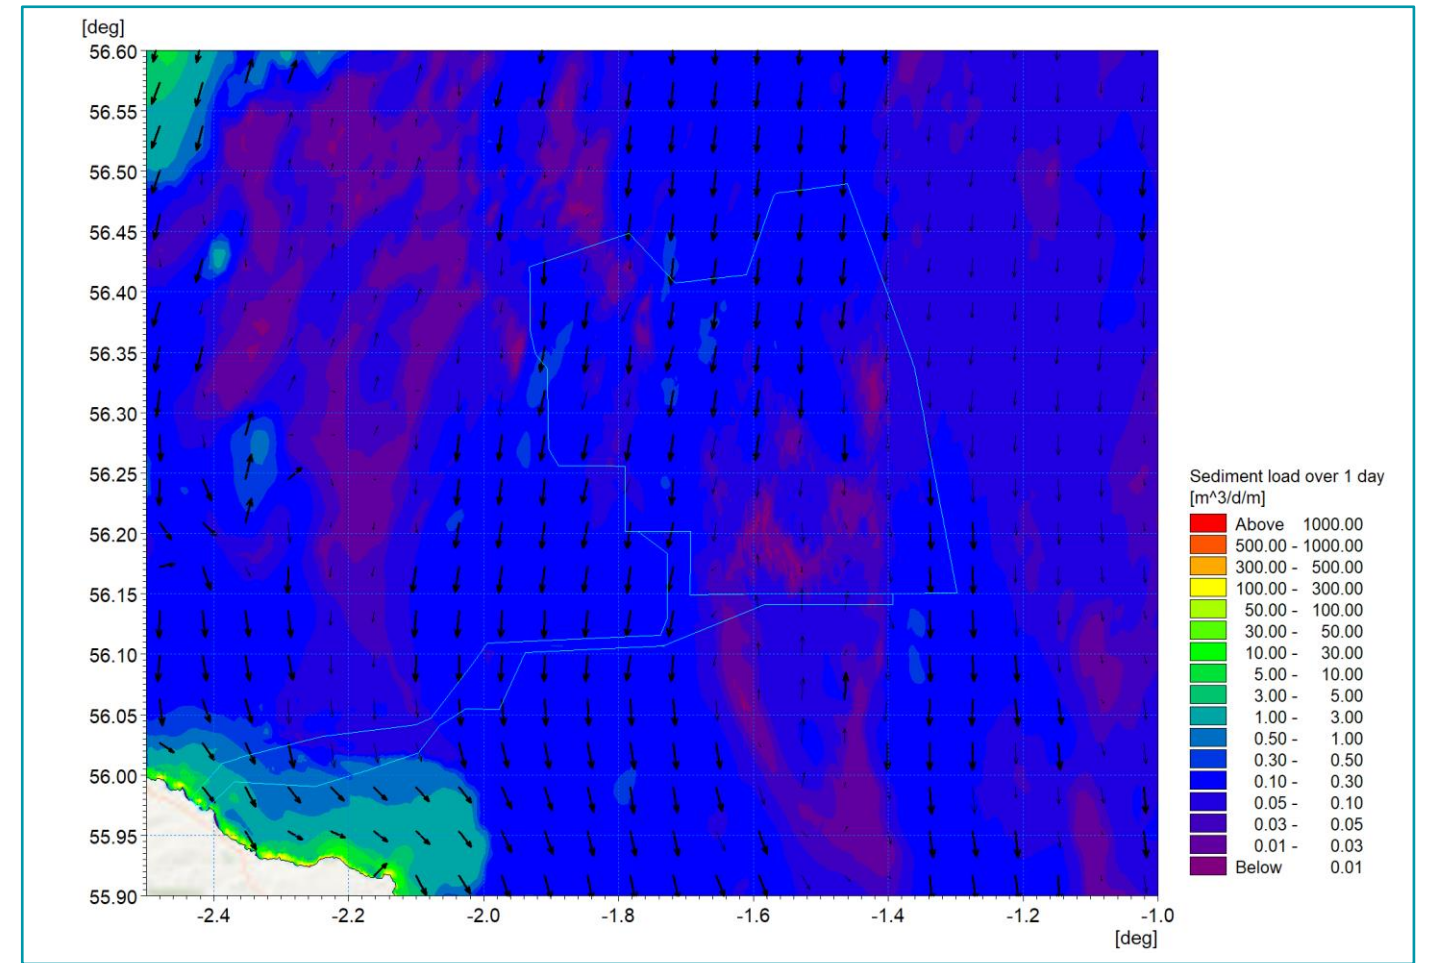 [deg]
56.60
56.55
56.50
56.45
56.40
56.35
56.30
56.25
56.20
56.15
56.10
56.05
56.00
55.95
55.90
-2.4 -2.2 -2.0 -1.8 -1.6 -1.4 -1.2 -1.0
[deg]
Sediment load over 1 day
[m^3/d/m]
Above 1000.00
500.00 - 1000.00
300.00 - 500.00
100.00 - 300.00
50.00 - 100.00
30.00 - 50.00
10.00 - 30.00
5.00 - 10.00
3.00 - 5.00
1.00 - 3.00
0.50 - 1.00
0.30 - 0.50
0.10 - 0.30
0.05 - 0.10
0.03 - 0.05
0.01 - 0.03
Below 0.01